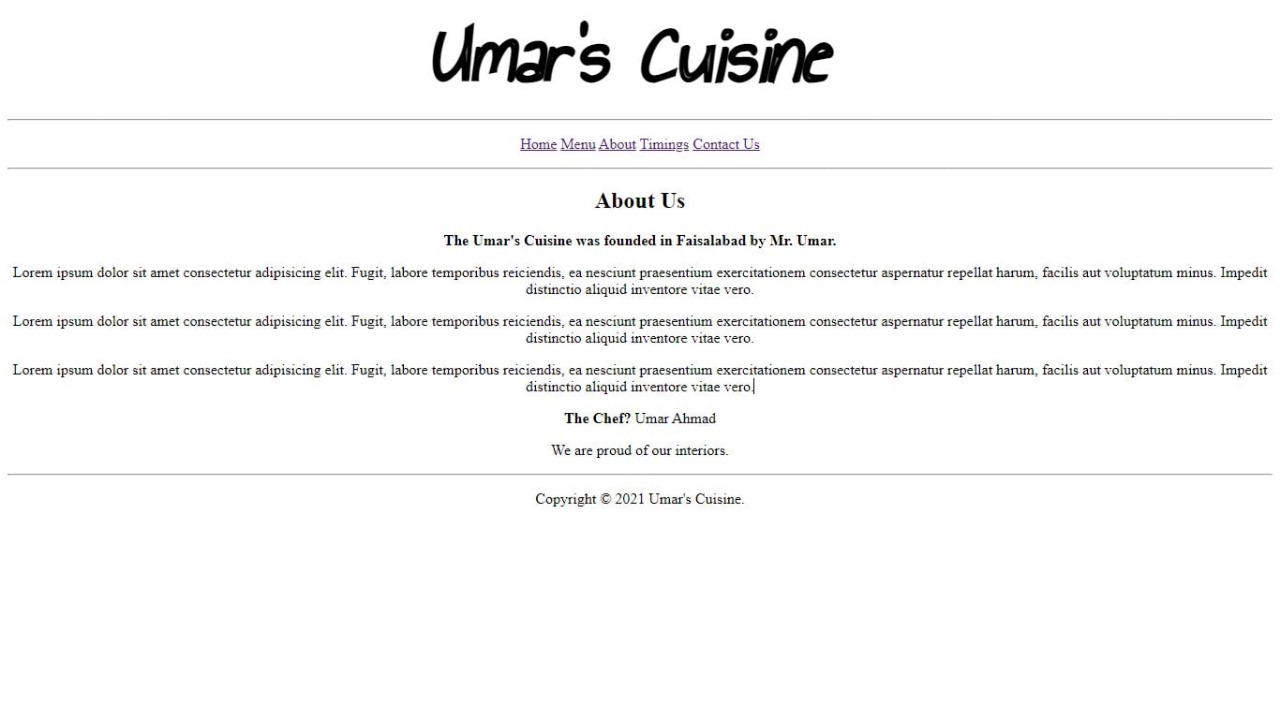 Umar's Cuisine
Home Menu About Timings Contact Us
About Us
The Umar's Cuisine was founded in Faisalabad by Mr. Umar.
Lorem ipsum dolor sit amet consectetur adipisicing elit. Fugit, labore temporibus reiciendis, ea nesciunt praesentium exercitationem consectetur aspernatur repellat harum, facilis aut voluptatum minus. Impedit
distinctio aliquid inventore vitae vero.
Lorem ipsum dolor sit amet consectetur adipisicing elit. Fugit, labore temporibus reiciendis, ea nesciunt praesentium exercitationem consectetur aspernatur repellat harum, facilis aut voluptatum minus. Impedit
distinctio aliquid inventore vitae vero.
Lorem ipsum dolor sit amet consectetur adipisicing elit. Fugit, labore temporibus reiciendis, ea nesciunt praesentium exercitationem consectetur aspernatur repellat harum, facilis aut voluptatum minus. Impedit
distinctio aliquid inventore vitae vero.
The Chef? Umar Ahmad
We are proud of our interiors.
Copyright © 2021 Umar's Cuisine.